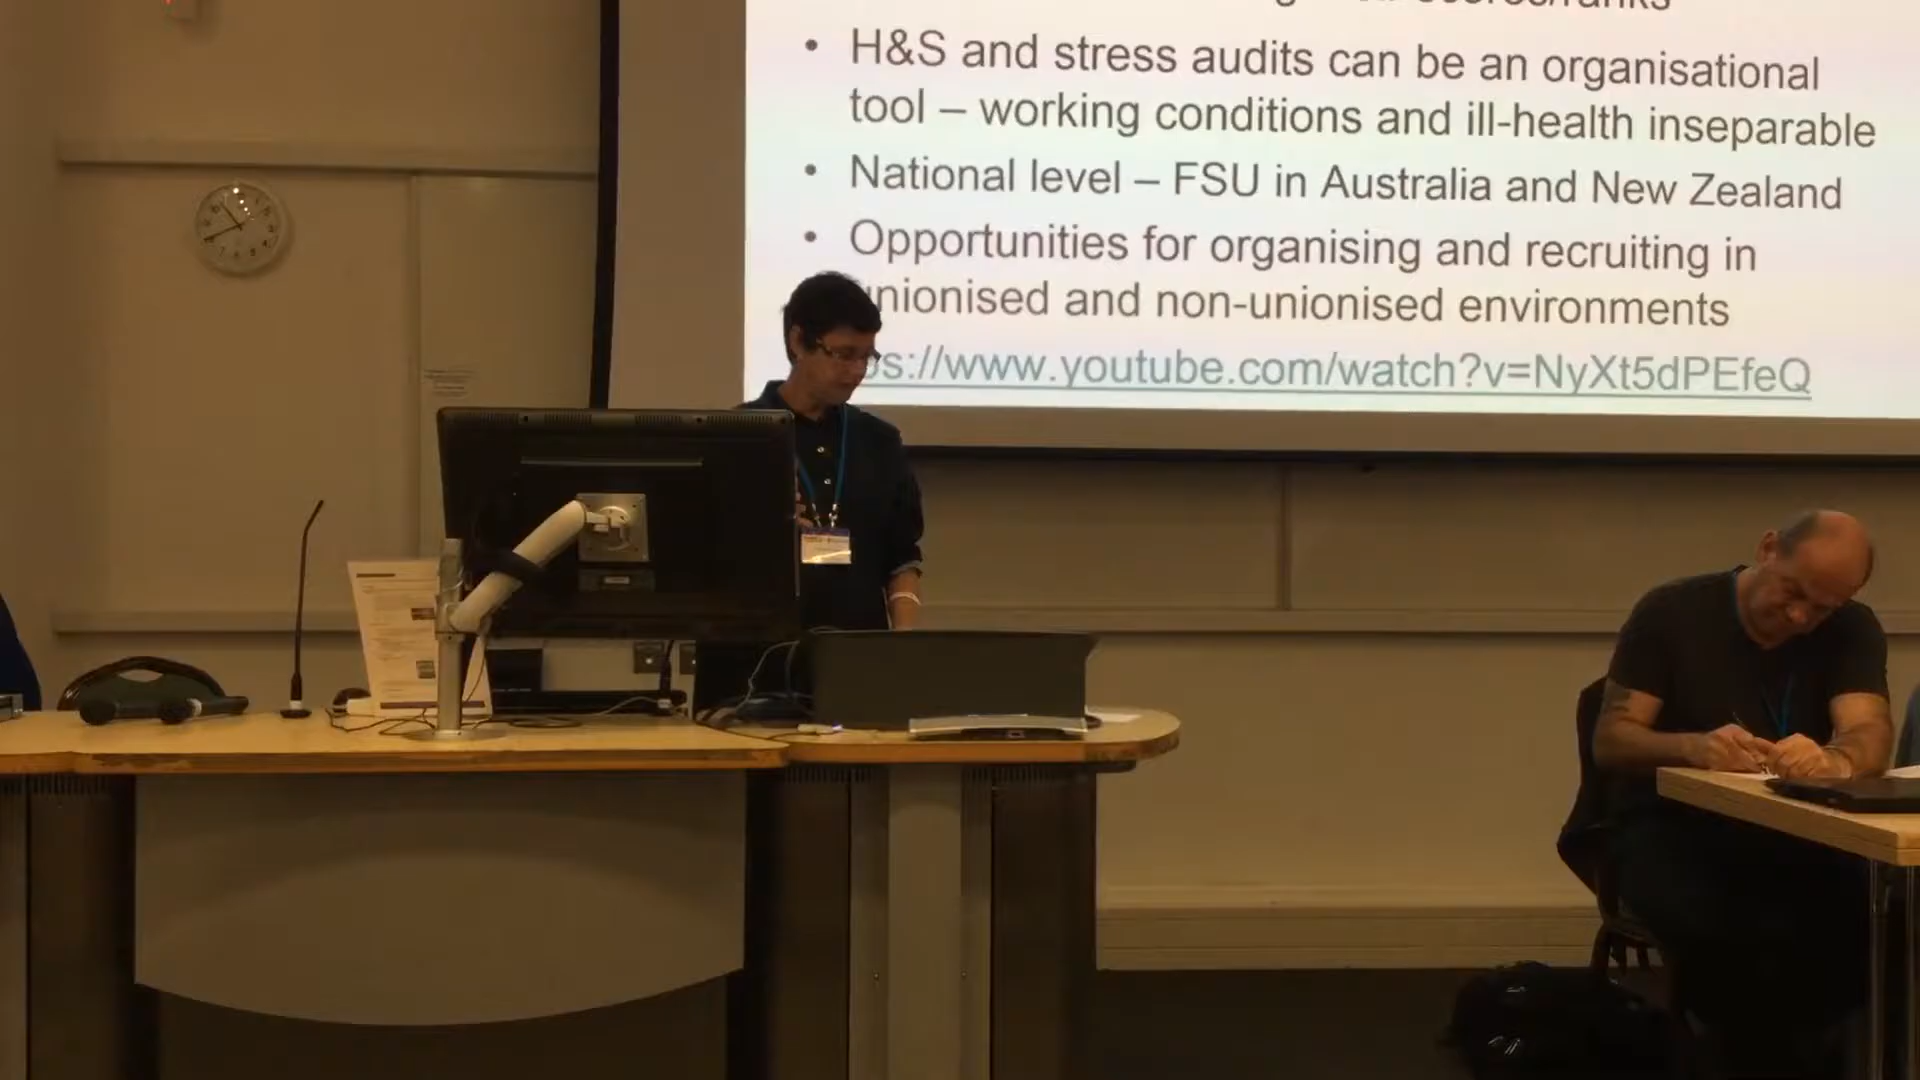 • H&S and stress audits can be an organisational
tool – working conditions and ill-health inseparable
• National level – FSU in Australia and New Zealand
• Opportunities for organising and recruiting in
unionised and non-unionised environments
s://www.youtube.com/watch?v=NyXt5dPEfeQ